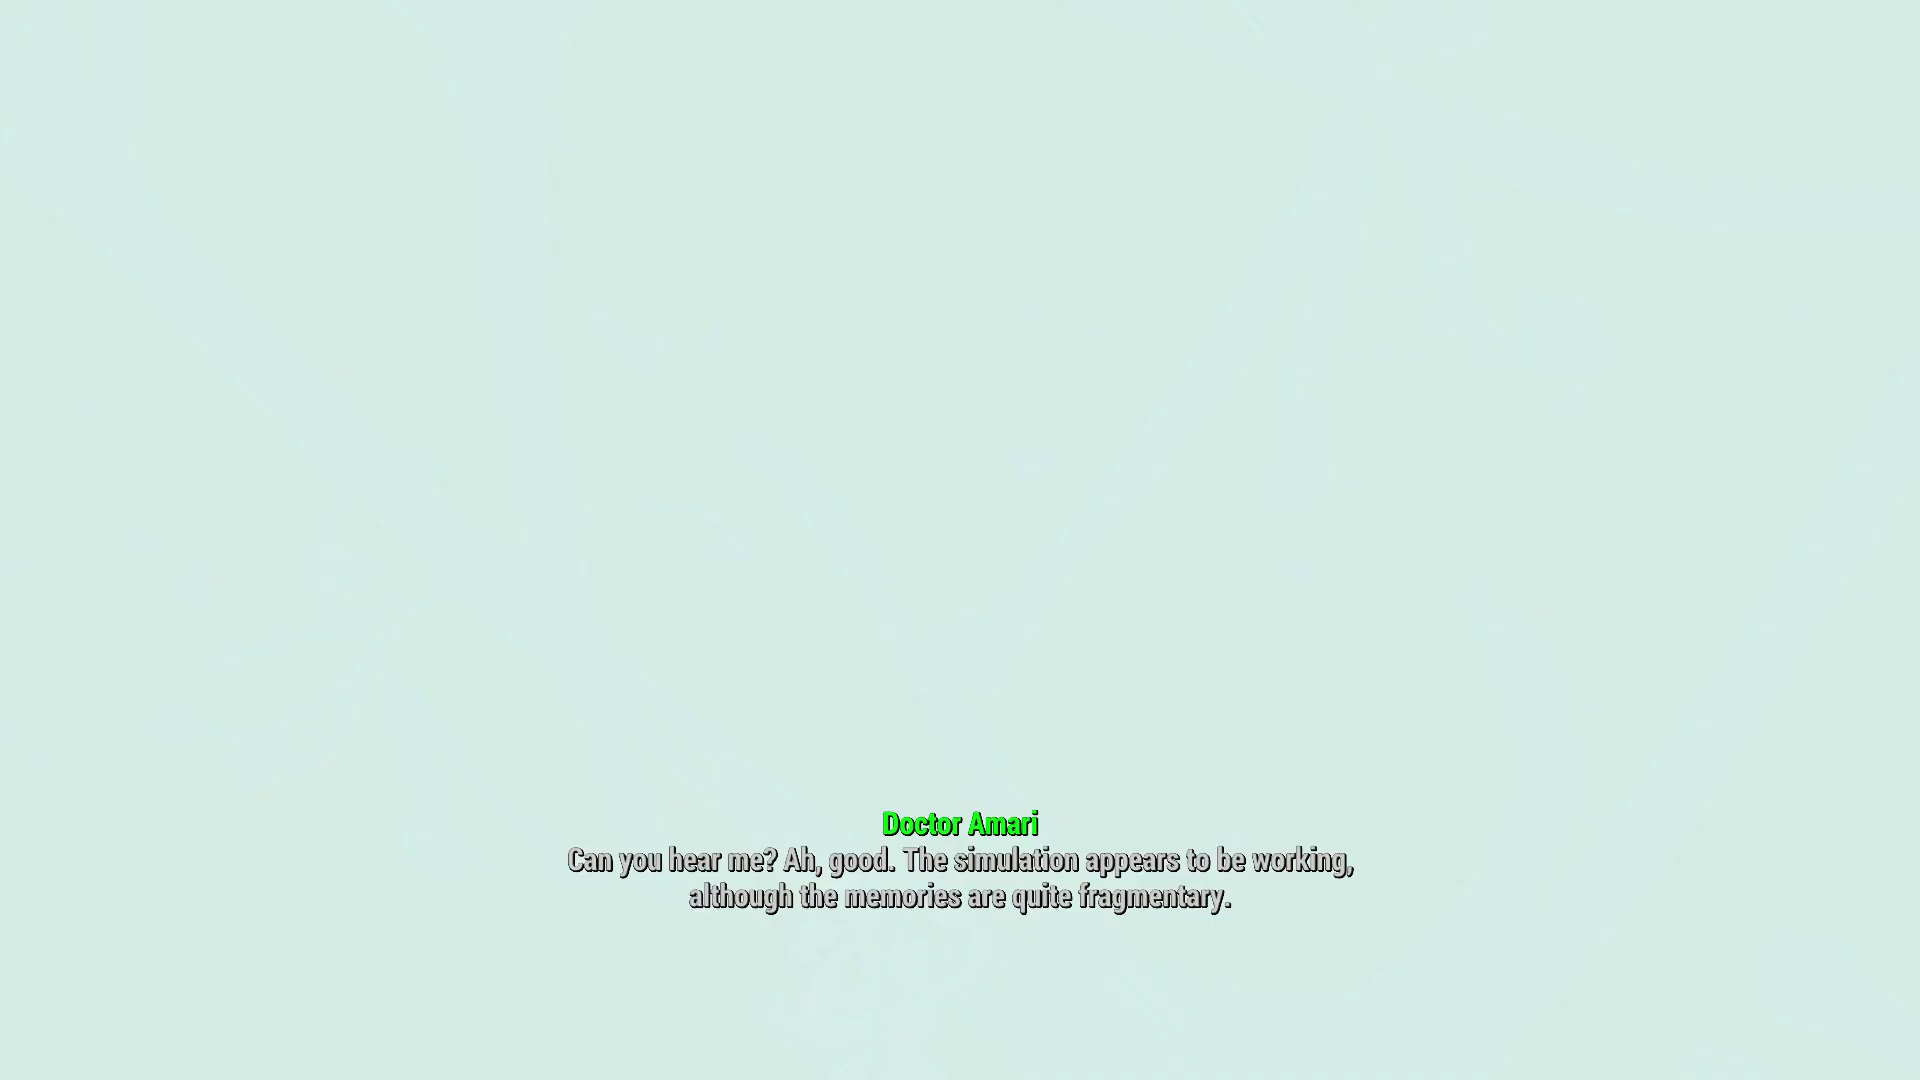 Doctor Amari
Can you hear me? Ah, good. The simulation appears to be working,
although the memories are quite fragmentary.